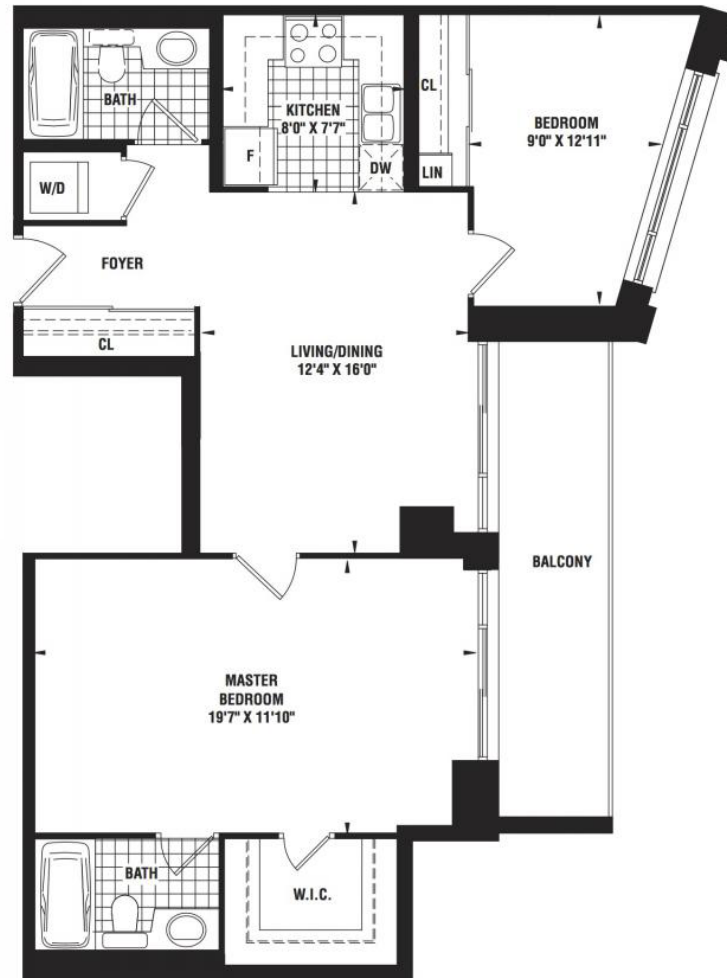 BATH
KITCHEN
8'0" X 7'7"
CL
BEDROOM
9'0" X 12'11"
F
DW
LIN
W/D
FOYER
CL
LIVING/DINING
12'4" X 16'0"
BALCONY
MASTER
BEDROOM
19'7" X 11'10"
BATH
W.I.C.